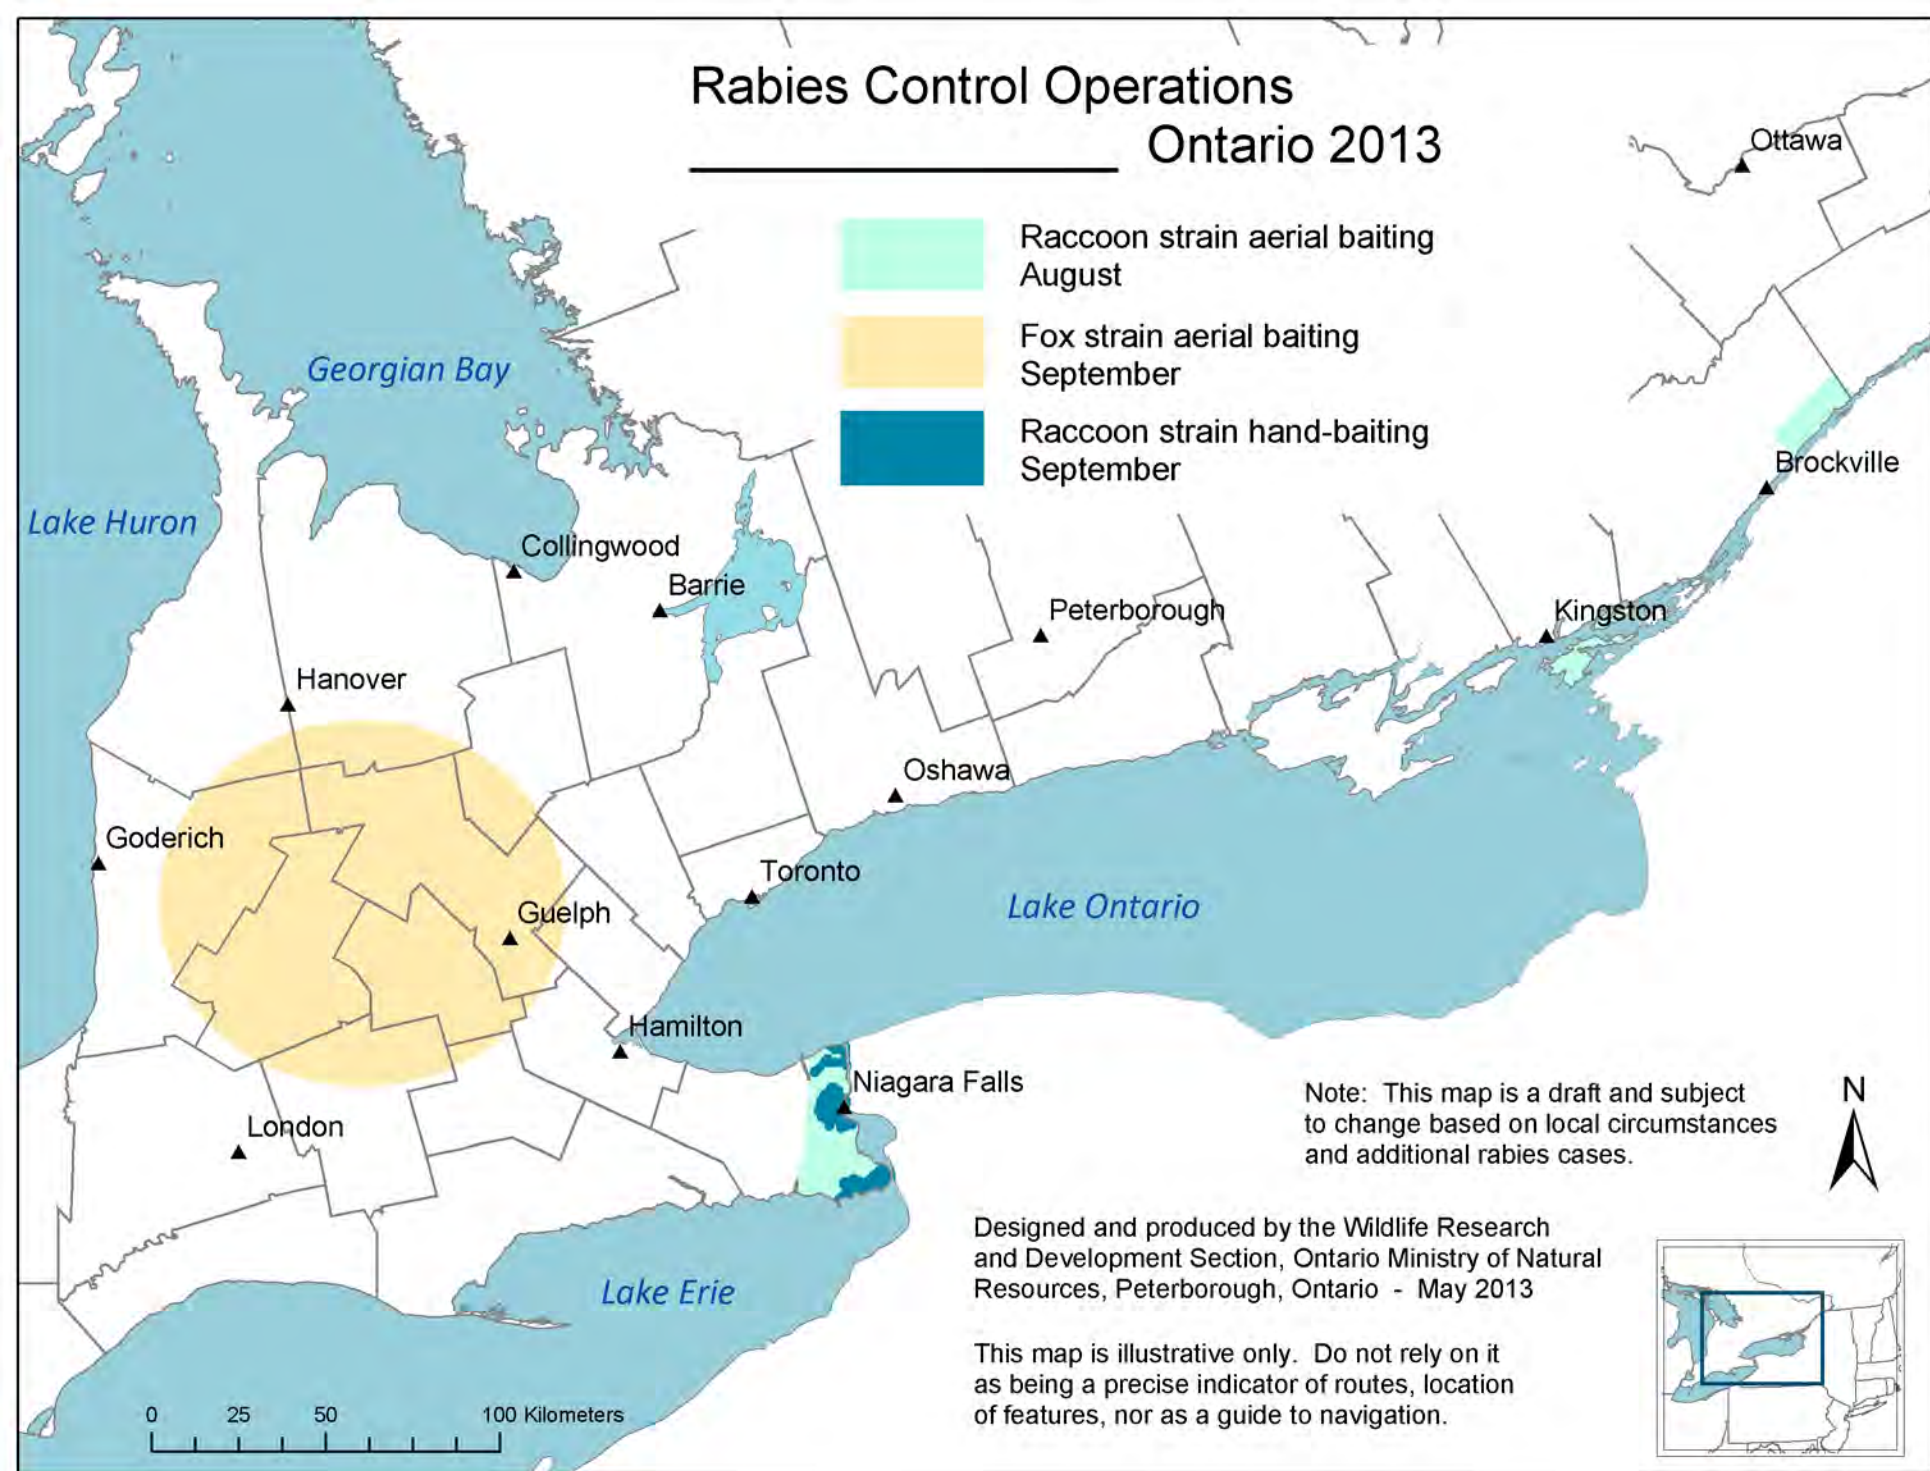 Rabies Control Operations
Ontario 2013
Raccoon strain aerial baiting
August
Fox strain aerial baiting
September
Raccoon strain hand-baiting
September
Ottawa
Georgian Bay
Brockville
Lake Huron
Collingwood
Barrie
Peterborough
Kingston
Hanover
Oshawa
Goderich
Toronto
Guelph
Lake Ontario
Hamilton
Niagara Falls
London
Lake Erie
Note: This map is a draft and subject
to change based on local circumstances
and additional rabies cases.
N
Designed and produced by the Wildlife Research
and Development Section, Ontario Ministry of Natural
Resources, Peterborough, Ontario - May 2013
This map is illustrative only. Do not rely on it
as being a precise indicator of routes, location
of features, nor as a guide to navigation.
0 25 50 100 Kilometers